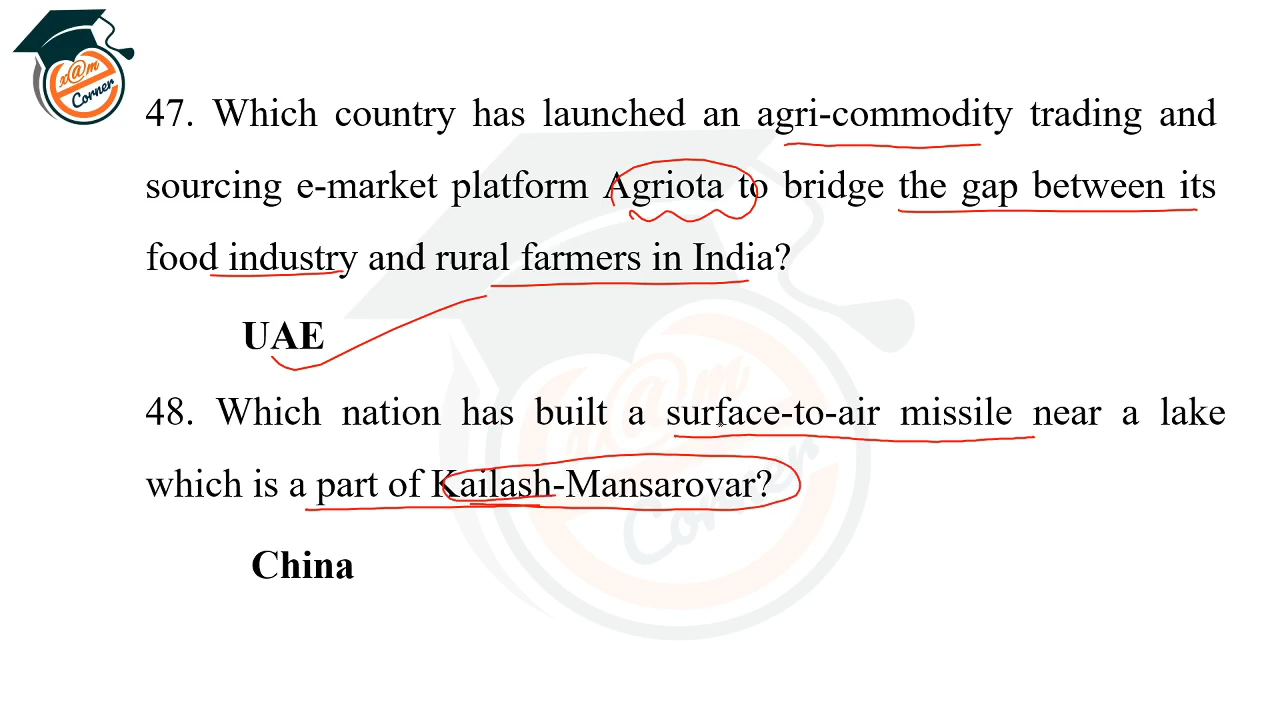 x@m
Corner
47. Which country has launched an agri-commodity trading and
sourcing e-market platform Agriota to bridge the gap between its
food industry and rural farmers in India?
UAE
48. Which nation has built a surface-to-air missile near a lake
which is a part of Kailash-Mansarovar?
China
x@m
Corner